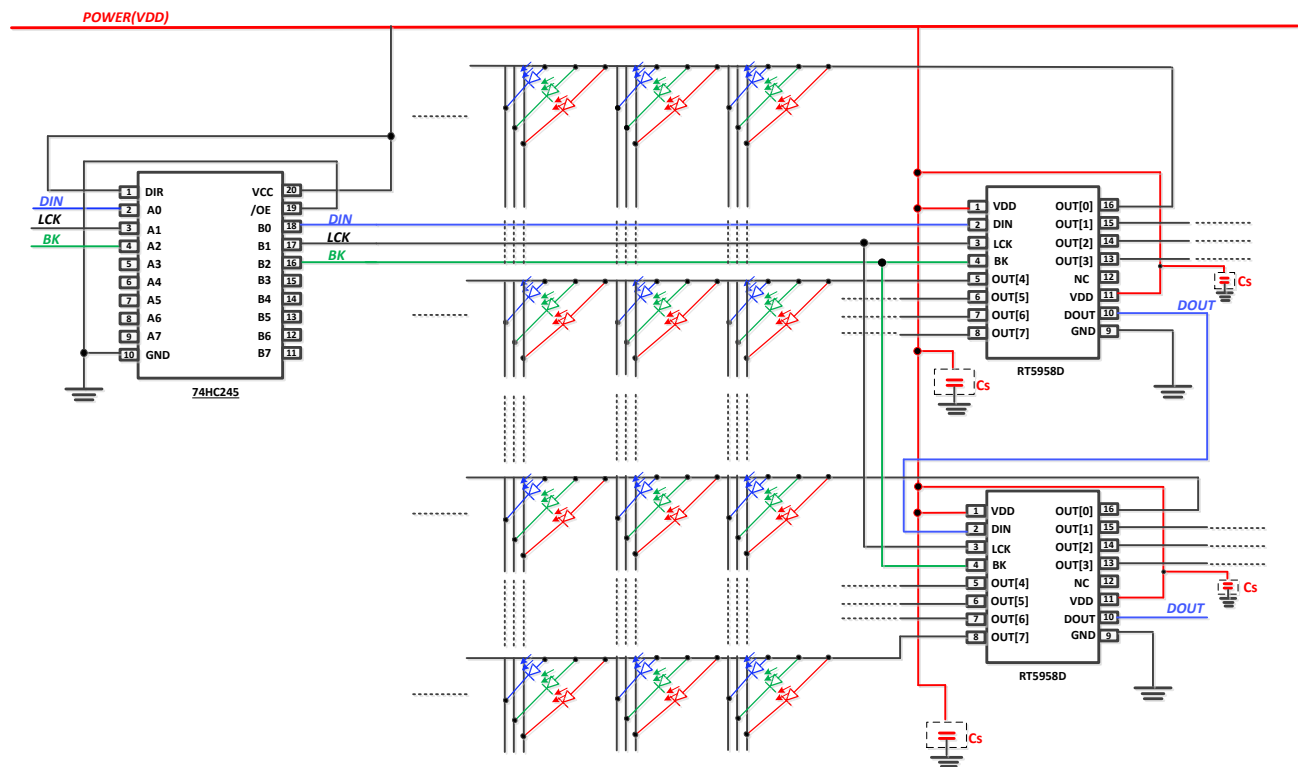 POWER(VDD)
DIN
LCK
BK
1 DIR
2 A0
3 A1
4 A2
5 A3
6 A4
7 A5
8 A6
9 A7
10 GND
VCC 20
/OE 19
B0 18
B1 17
B2 16
B3 15
B4 14
B5 13
B6 12
B7 11
74HC245
DIN
LCK
BK
1 VDD
2 DIN
3 LCK
4 BK
5 OUT[4]
6 OUT[5]
7 OUT[6]
8 OUT[7]
OUT[0] 16
OUT[1] 15
OUT[2] 14
OUT[3] 13
NC 12
VDD 11
DOUT 10
GND 9
RT5958D
Cs
DOUT
Cs
1 VDD
2 DIN
3 LCK
4 BK
5 OUT[4]
6 OUT[5]
7 OUT[6]
8 OUT[7]
OUT[0] 16
OUT[1] 15
OUT[2] 14
OUT[3] 13
NC 12
VDD 11
DOUT 10
GND 9
RT5958D
Cs
DOUT
Cs